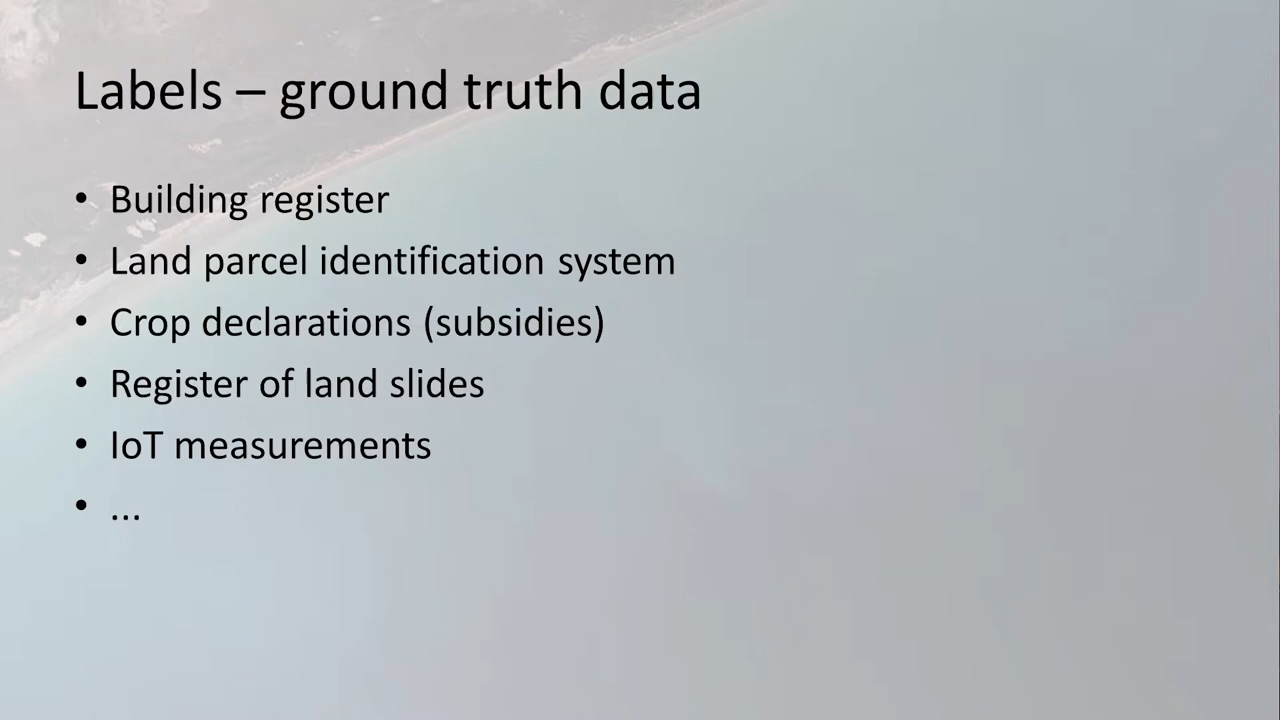 Labels – ground truth data
• Building register
• Land parcel identification system
• Crop declarations (subsidies)
• Register of land slides
• IoT measurements
• ...